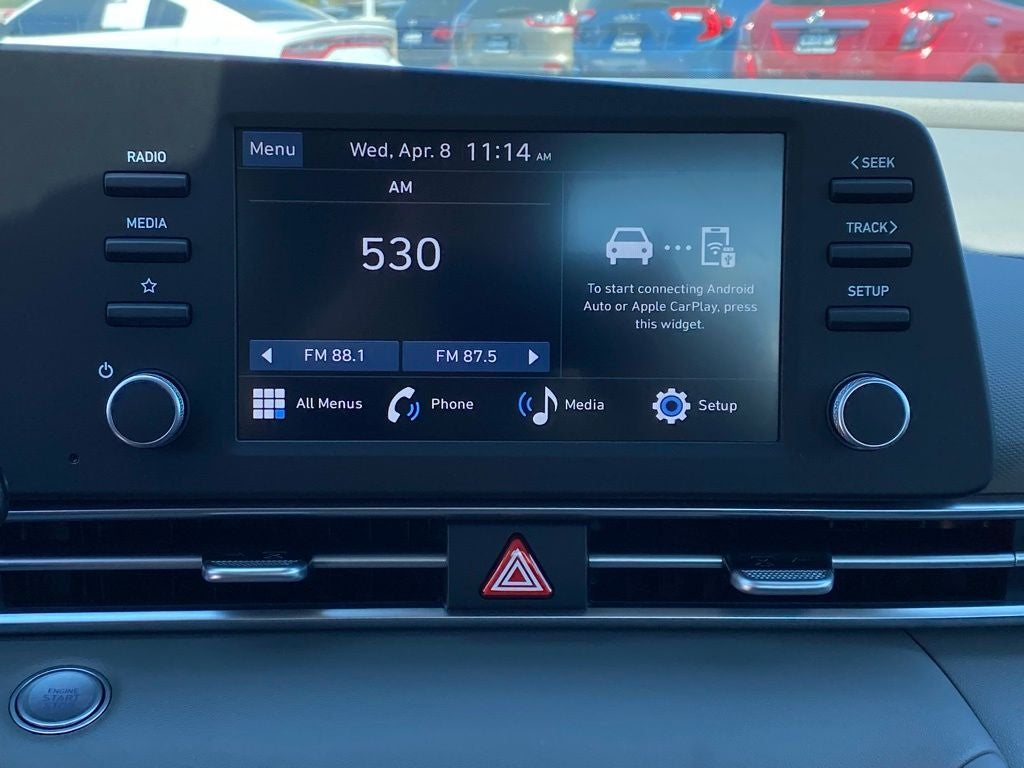 Menu
Wed, Apr. 8 11:14 AM
AM
530
FM 88.1
FM 87.5
To start connecting Android
Auto or Apple CarPlay, press
this widget.
All Menus
Phone
Media
Setup
RADIO
MEDIA
<SEEK
TRACK>
SETUP
ENGINE
START
STOP